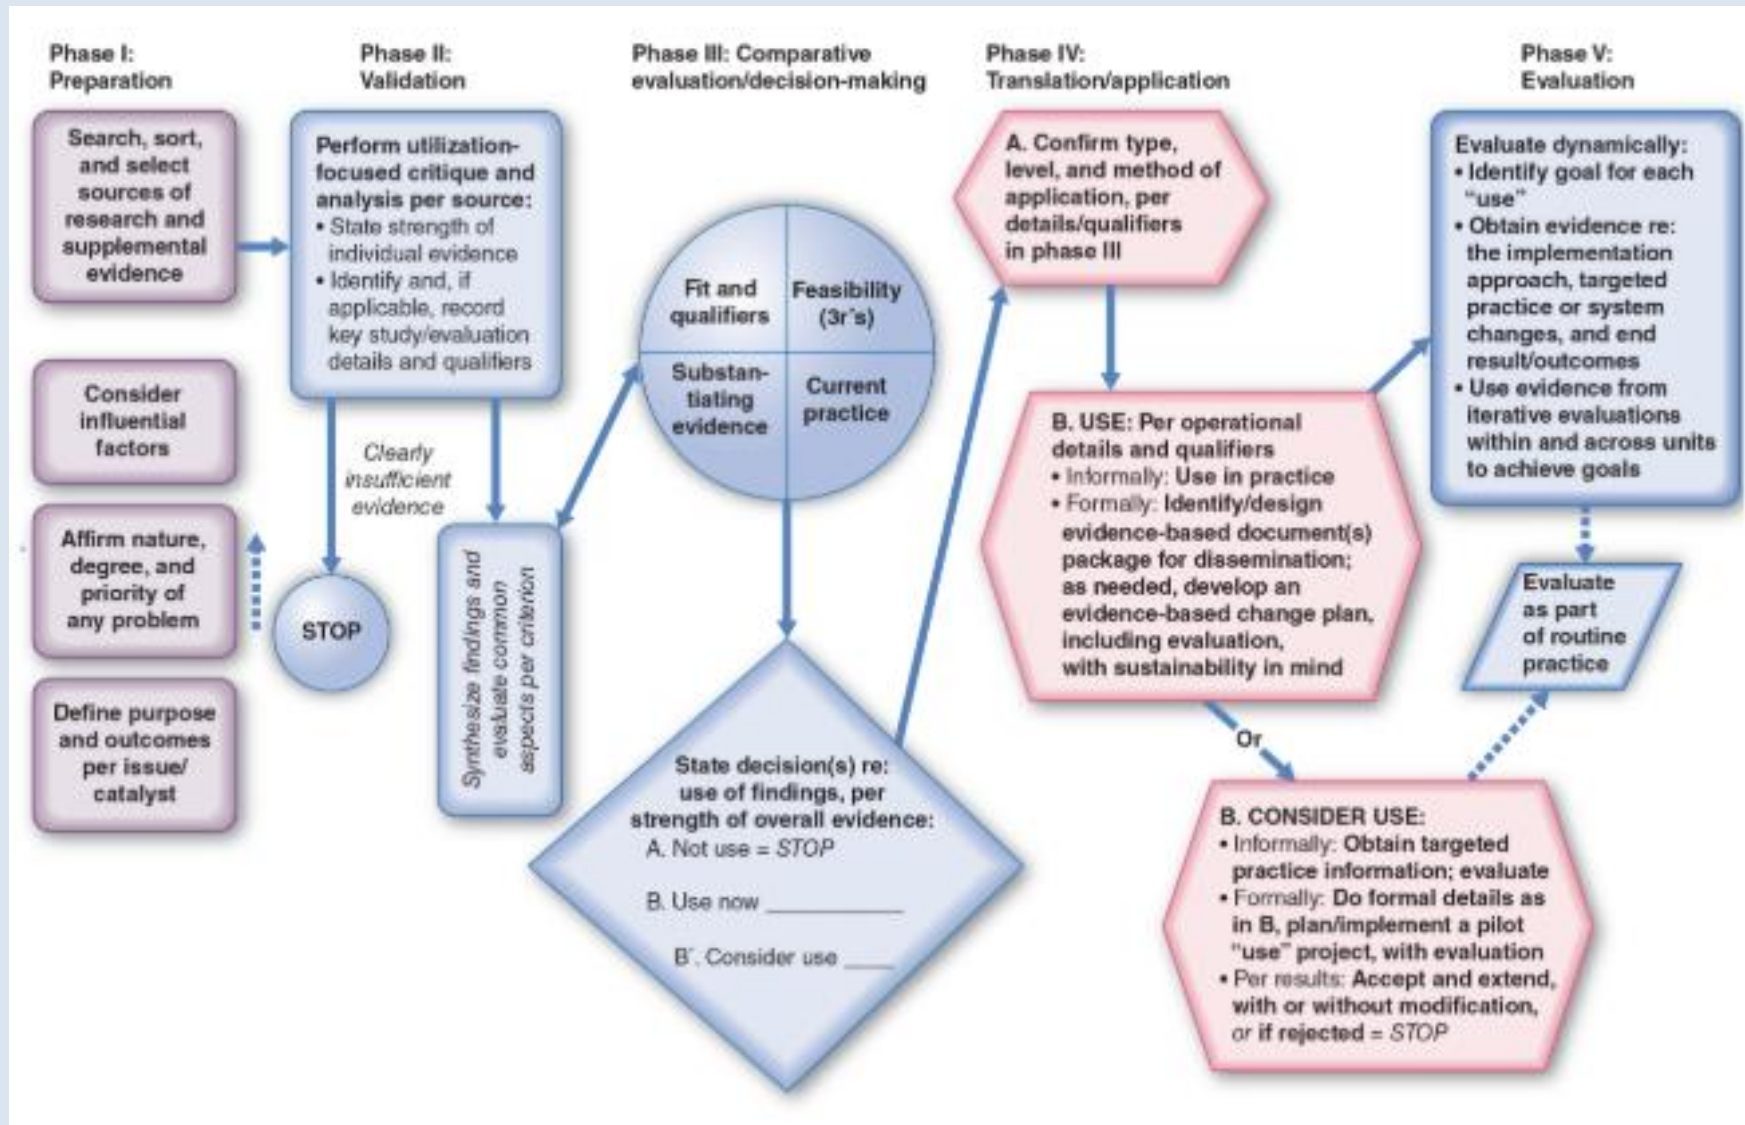 Phase I:
Preparation
Search, sort,
and select
sources of
research and
supplemental
evidence
Consider
influential
factors
Affirm nature,
degree, and
priority of
any problem
Define purpose
and outcomes
per issue/
catalyst
Phase II:
Validation
Perform utilization-
focused critique and
analysis per source:
• State strength of
individual evidence
• Identify and, if
applicable, record
key study/evaluation
details and qualifiers
Clearly
insufficient
evidence
STOP
Synthesize findings and
evaluate common
aspects per criterion
Phase III: Comparative
evaluation/decision-making
Fit and
qualifiers
Feasibility
(3r's)
Substan-
tiating
evidence
Current
practice
State decision(s) re:
use of findings, per
strength of overall evidence:
A. Not use = STOP
B. Use now ___________
B'. Consider use ____
Phase IV:
Translation/application
A. Confirm type,
level, and method of
application, per
details/qualifiers
in phase III
B. USE: Per operational
details and qualifiers
• Informally: Use in practice
• Formally: Identify/design
evidence-based document(s)
package for dissemination;
as needed, develop an
evidence-based change plan,
including evaluation,
with sustainability in mind
Or
B. CONSIDER USE:
• Informally: Obtain targeted
practice information; evaluate
• Formally: Do formal details as
in B, plan/implement a pilot
“use” project, with evaluation
• Per results: Accept and extend,
with or without modification,
or if rejected = STOP
Phase V:
Evaluation
Evaluate dynamically:
• Identify goal for each
“use”
• Obtain evidence re:
the implementation
approach, targeted
practice or system
changes, and end
result/outcomes
• Use evidence from
iterative evaluations
within and across units
to achieve goals
Evaluate
as part
of routine
practice